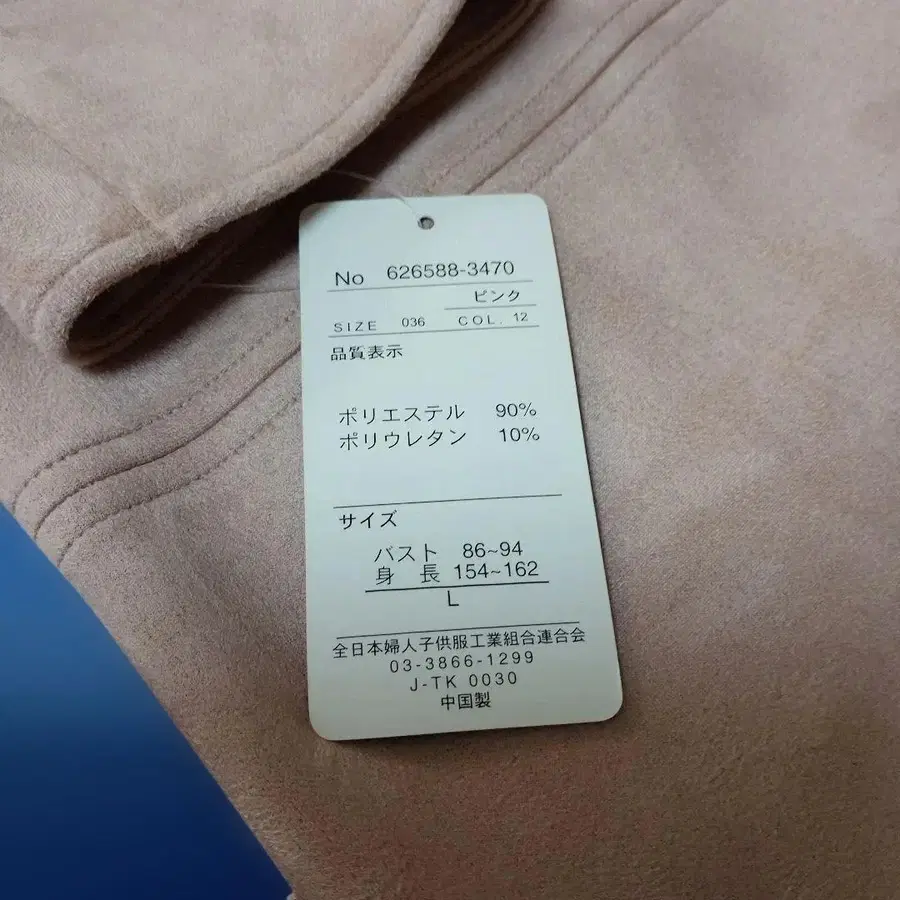 No 626588-3470
ピンク
SIZE 036 COL. 12
品質表示
ポリエステル 90%
ポリウレタン 10%
サイズ
バスト 86~94
身 長 154~162
L
全日本婦人子供服工業組合連合会
03-3866-1299
J-TK 0030
中国製